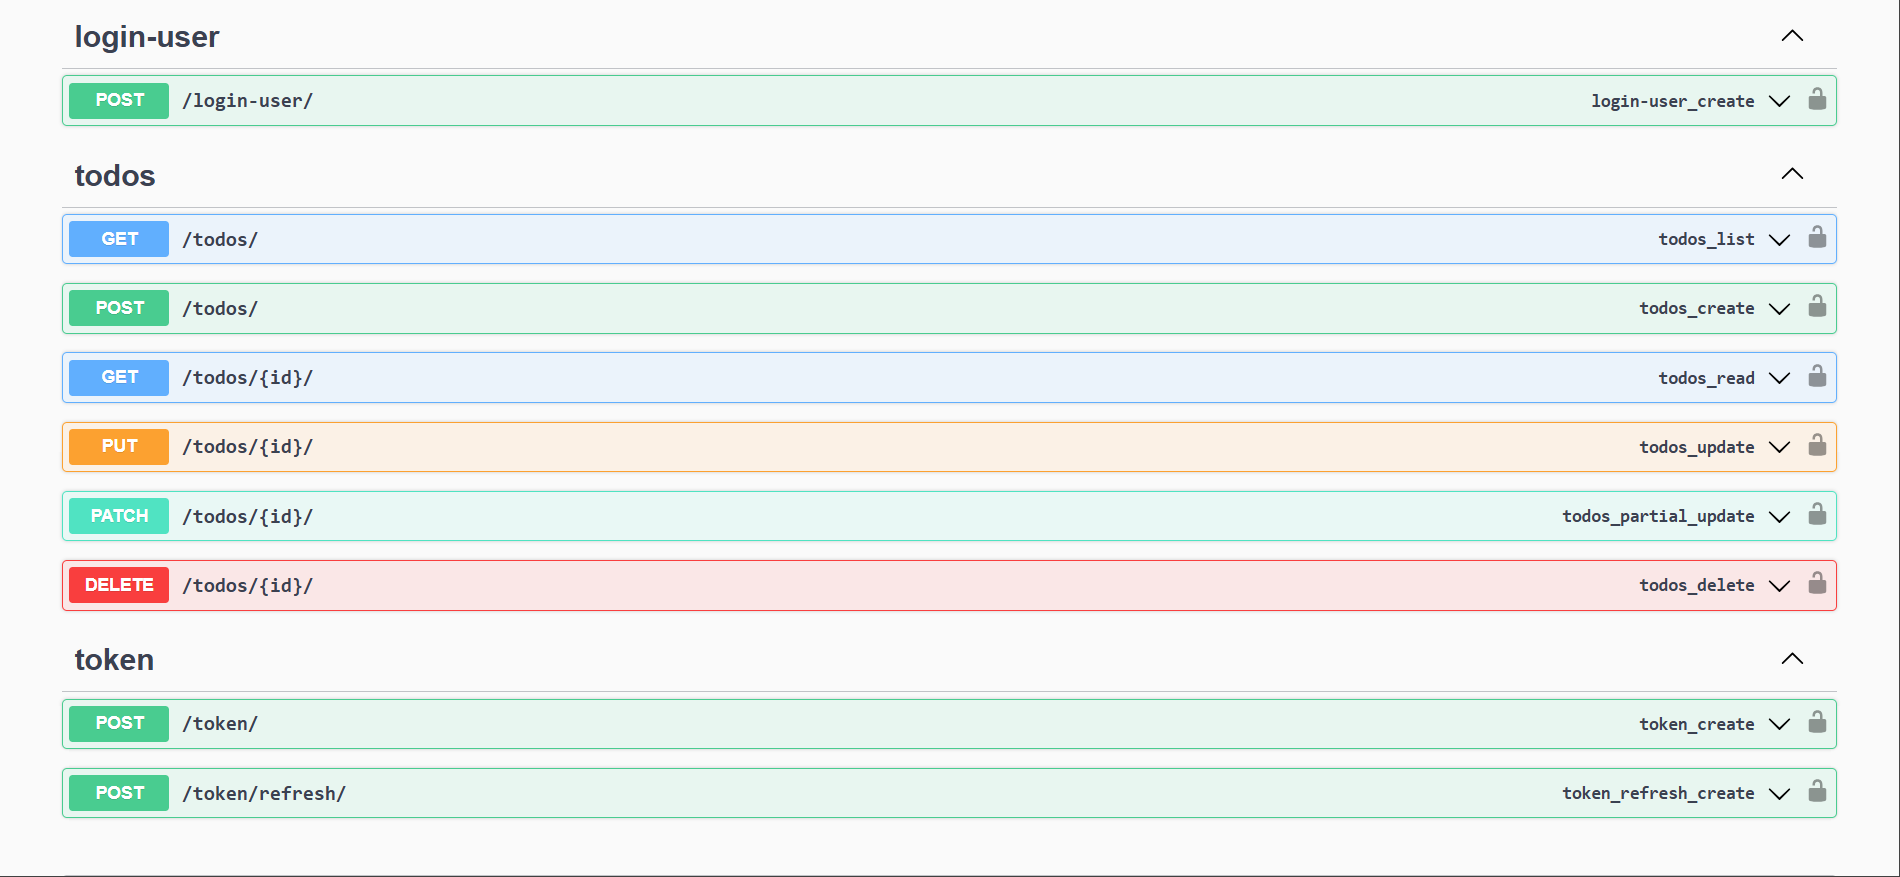 login-user
POST /login-user/ login-user_create
todos
GET /todos/ todos_list
POST /todos/ todos_create
GET /todos/{id}/ todos_read
PUT /todos/{id}/ todos_update
PATCH /todos/{id}/ todos_partial_update
DELETE /todos/{id}/ todos_delete
token
POST /token/ token_create
POST /token/refresh/ token_refresh_create